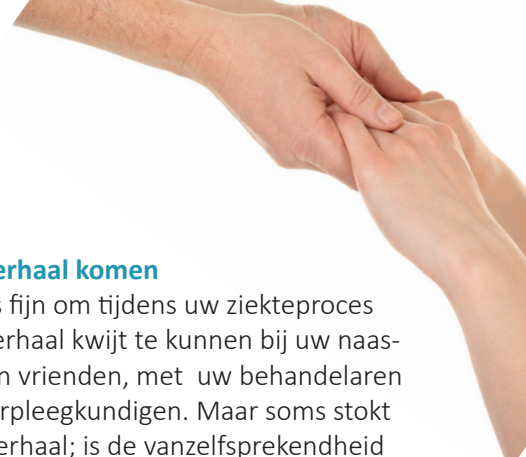 erhaal komen
s fijn om tijdens uw ziekteproces
erhaal kwijt te kunnen bij uw naas-
n vrienden, met uw behandelaren
rpleegkundigen. Maar soms stokt
erhaal; is de vanzelfsprekendheid